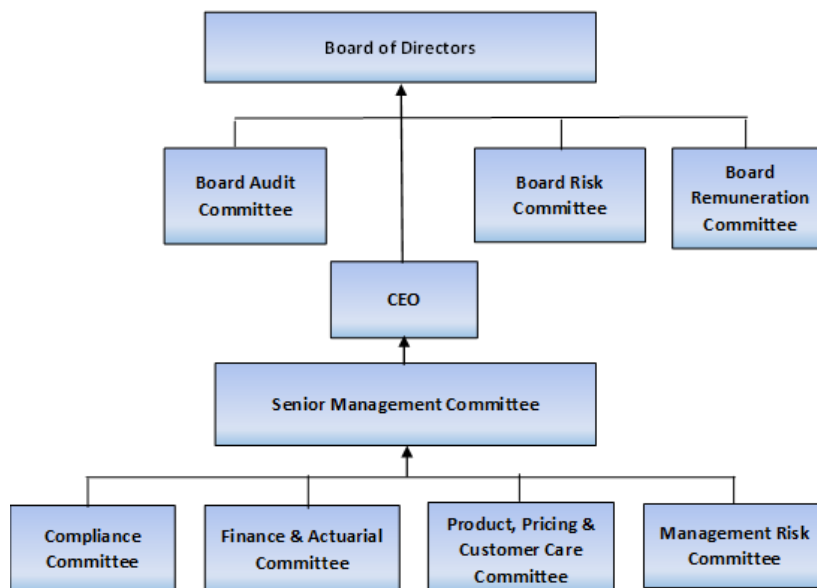 Board of Directors
Board Audit
Committee
Board Risk
Committee
Board
Remuneration
Committee
CEO
Senior Management Committee
Compliance
Committee
Finance & Actuarial
Committee
Product, Pricing &
Customer Care
Committee
Management Risk
Committee